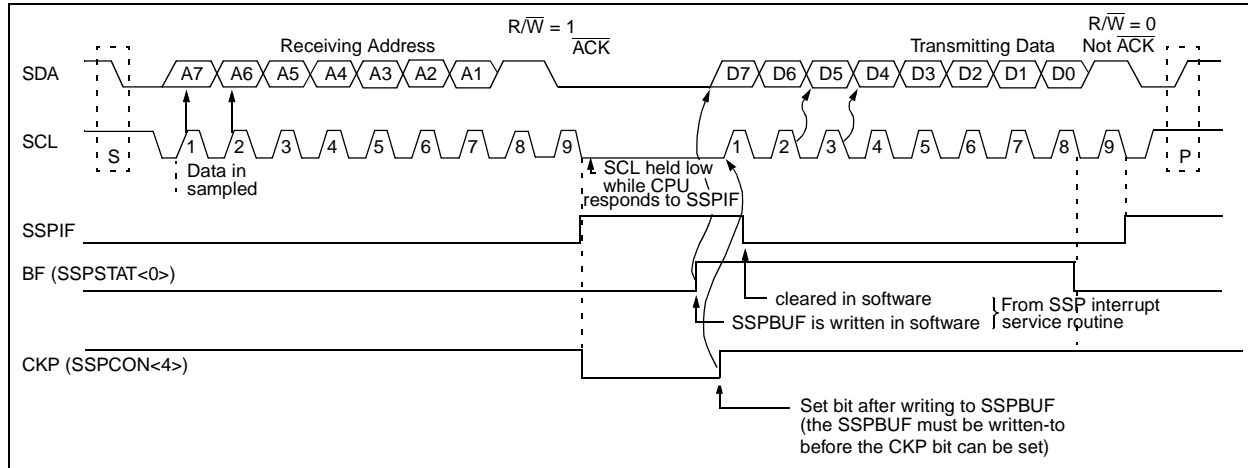 R/W = 1
R/W = 0
Receiving Address
ACK
Transmitting Data
Not ACK
SDA
A7 A6 A5 A4 A3 A2 A1
D7 D6 D5 D4 D3 D2 D1 D0
SCL
S
1 2 3 4 5 6 7 8 9
1 2 3 4 5 6 7 8 9
P
Data in
sampled
SCL held low
while CPU
responds to SSPIF
SSPIF
BF (SSPSTAT<0>)
cleared in software
SSPBUF is written in software
From SSP interrupt
service routine
CKP (SSPCON<4>)
Set bit after writing to SSPBUF
(the SSPBUF must be written-to
before the CKP bit can be set)